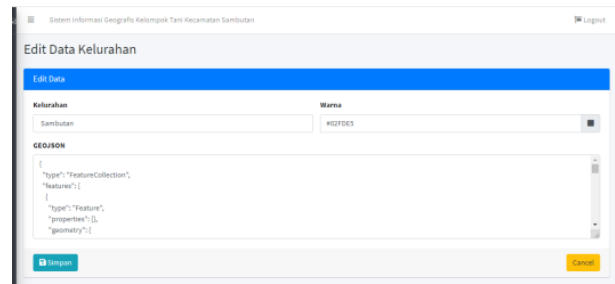 Sistem Informasi Geografis Kelompok Tani Kecamatan Sambutan Logout
Edit Data Kelurahan
Edit Data
Kelurahan Warna
Sambutan #02FDE5
GEOJSON
{
"type": "FeatureCollection",
"features": [
{
"type": "Feature",
"properties": {},
"geometry": {
Simpan Cancel